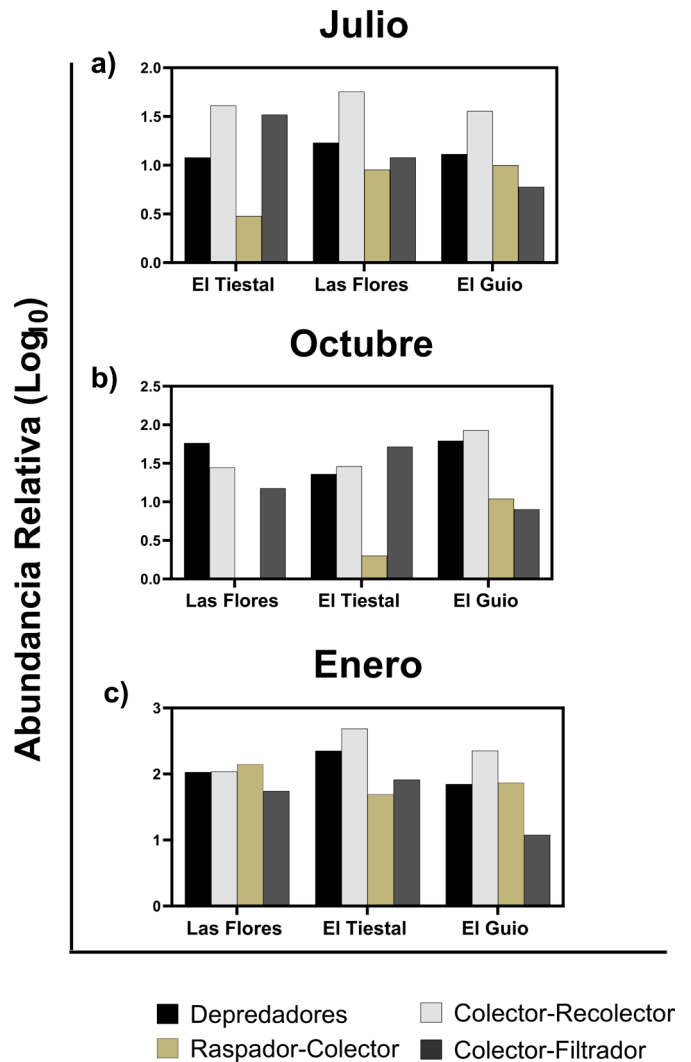 Julio
a)
2.0
1.5
1.0
0.5
0.0
El Tiestal Las Flores El Guio
Abundancia Relativa (Log10)
Octubre
b)
2.5
2.0
1.5
1.0
0.5
0.0
Las Flores El Tiestal El Guio
Enero
c)
3
2
1
0
Las Flores El Tiestal El Guio
Depredadores Colector-Recolector
Raspador-Colector Colector-Filtrador